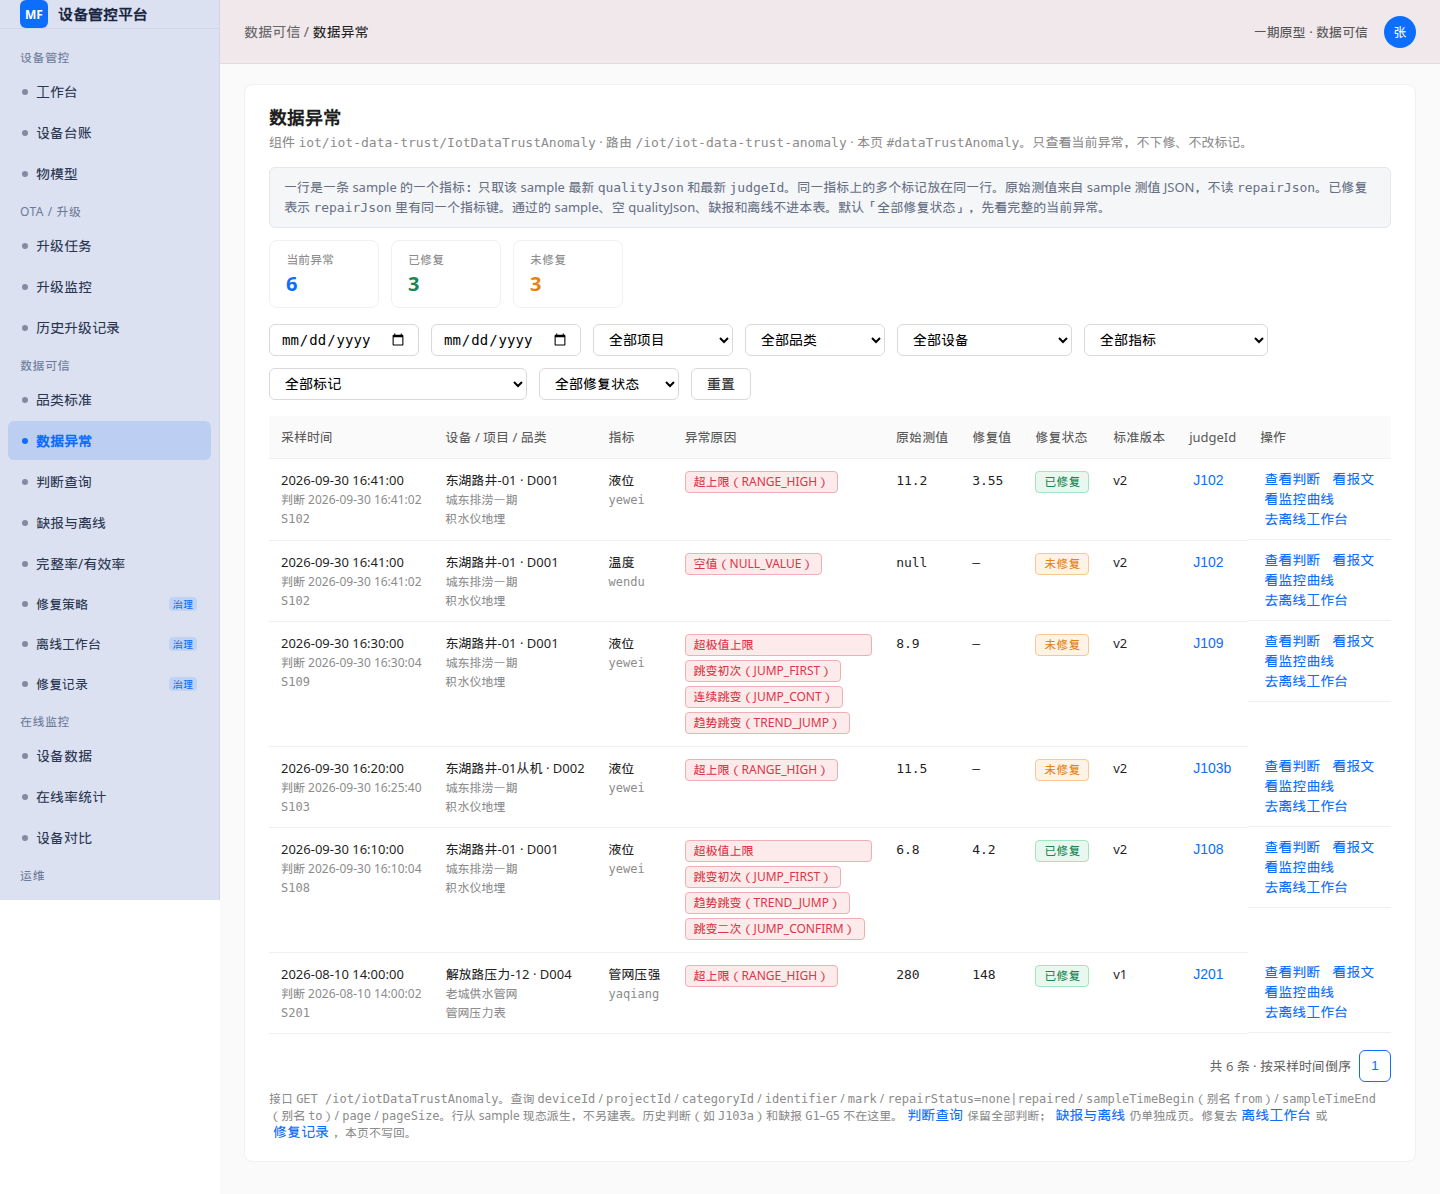 MF 设备管控平台
设备管控
工作台
设备台账
物模型
OTA / 升级
升级任务
升级监控
历史升级记录
数据可信
品类标准
数据异常
判断查询
缺报与离线
完整率/有效率
修复策略 治理
离线工作台 治理
修复记录 治理
在线监控
设备数据
在线率统计
设备对比
运维
数据可信 / 数据异常
一期原型 · 数据可信 张
数据异常
组件 iot/iot-data-trust/IotDataTrustAnomaly · 路由 /iot/iot-data-trust-anomaly · 本页 #dataTrustAnomaly。只查看当前异常，不下修、不改标记。
一行是一条 sample 的一个指标：只取该 sample 最新 qualityJson 和最新 judgeId。同一指标上的多个标记放在同一行。原始测值来自 sample 测值 JSON，不读 repairJson。已修复
表示 repairJson 里有同一个指标键。通过的 sample、空 qualityJson、缺报和离线不进本表。默认「全部修复状态」，先看完整的当前异常。
当前异常 已修复 未修复
6 3 3
mm/dd/yyyy mm/dd/yyyy 全部项目 全部品类 全部设备 全部指标
全部标记 全部修复状态 重置
采样时间 设备 / 项目 / 品类 指标 异常原因 原始测值 修复值 修复状态 标准版本 judgeId 操作
2026-09-30 16:41:00 东湖路井-01 · D001 液位 超上限（RANGE_HIGH） 11.2 3.55 已修复 v2 J102 查看判断 看报文
判断 2026-09-30 16:41:02 城东排涝一期 yewei 看监控曲线
S102 积水仪地埋 去离线工作台
2026-09-30 16:41:00 东湖路井-01 · D001 温度 空值（NULL_VALUE） null — 未修复 v2 J102 查看判断 看报文
判断 2026-09-30 16:41:02 城东排涝一期 wendu 看监控曲线
S102 积水仪地埋 去离线工作台
2026-09-30 16:30:00 东湖路井-01 · D001 液位 超极值上限 8.9 — 未修复 v2 J109 查看判断 看报文
判断 2026-09-30 16:30:04 城东排涝一期 yewei 跳变初次（JUMP_FIRST） 看监控曲线
S109 积水仪地埋 连续跳变（JUMP_CONT） 去离线工作台
趋势跳变（TREND_JUMP）
2026-09-30 16:20:00 东湖路井-01从机 · D002 液位 超上限（RANGE_HIGH） 11.5 — 未修复 v2 J103b 查看判断 看报文
判断 2026-09-30 16:25:40 城东排涝一期 yewei 看监控曲线
S103 积水仪地埋 去离线工作台
2026-09-30 16:10:00 东湖路井-01 · D001 液位 超极值上限 6.8 4.2 已修复 v2 J108 查看判断 看报文
判断 2026-09-30 16:10:04 城东排涝一期 yewei 跳变初次（JUMP_FIRST） 看监控曲线
S108 积水仪地埋 趋势跳变（TREND_JUMP） 去离线工作台
跳变二次（JUMP_CONFIRM）
2026-08-10 14:00:00 解放路压力-12 · D004 管网压强 超上限（RANGE_HIGH） 280 148 已修复 v1 J201 查看判断 看报文
判断 2026-08-10 14:00:02 老城供水管网 yaqiang 看监控曲线
S201 管网压力表 去离线工作台
共 6 条 · 按采样时间倒序 1
接口 GET /iot/iotDataTrustAnomaly。查询 deviceId / projectId / categoryId / identifier / mark / repairStatus=none|repaired / sampleTimeBegin（别名 from）/ sampleTimeEnd
（别名 to）/ page / pageSize。行从 sample 现态派生，不另建表。历史判断（如 J103a）和缺报 G1–G5 不在这里。 判断查询 保留全部判断； 缺报与离线 仍单独成页。修复去 离线工作台 或
修复记录 ，本页不写回。